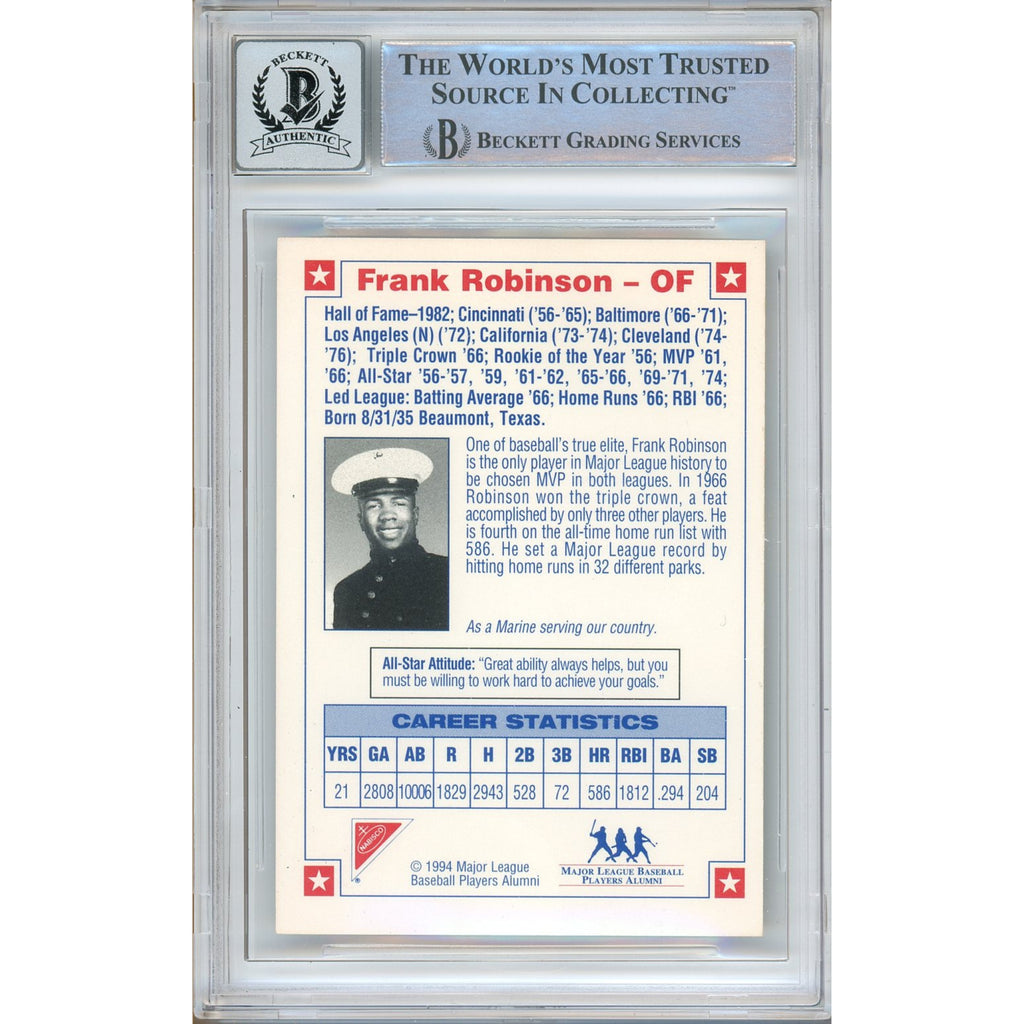 BECKETT
B
AUTHENTIC
THE WORLD'S MOST TRUSTED
SOURCE IN COLLECTING™
B BECKETT GRADING SERVICES
Frank Robinson – OF
Hall of Fame–1982; Cincinnati ('56-'65); Baltimore ('66-'71);
Los Angeles (N) ('72); California ('73-'74); Cleveland ('74-
'76); Triple Crown '66; Rookie of the Year '56; MVP '61,
'66; All-Star '56-'57, '59, '61-'62, '65-'66, '69-'71, '74;
Led League: Batting Average '66; Home Runs '66; RBI '66;
Born 8/31/35 Beaumont, Texas.
One of baseball's true elite, Frank Robinson
is the only player in Major League history to
be chosen MVP in both leagues. In 1966
Robinson won the triple crown, a feat
accomplished by only three other players. He
is fourth on the all-time home run list with
586. He set a Major League record by
hitting home runs in 32 different parks.
As a Marine serving our country.
All-Star Attitude: "Great ability always helps, but you
must be willing to work hard to achieve your goals."
CAREER STATISTICS
YRS GA AB R H 2B 3B HR RBI BA SB
21 2808 10006 1829 2943 528 72 586 1812 .294 204
NABISCO
®
© 1994 Major League
Baseball Players Alumni
MAJOR LEAGUE BASEBALL
PLAYERS ALUMNI